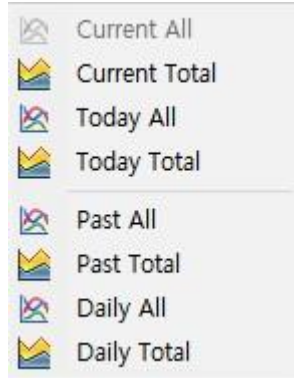 Current All
Current Total
Today All
Today Total
Past All
Past Total
Daily All
Daily Total